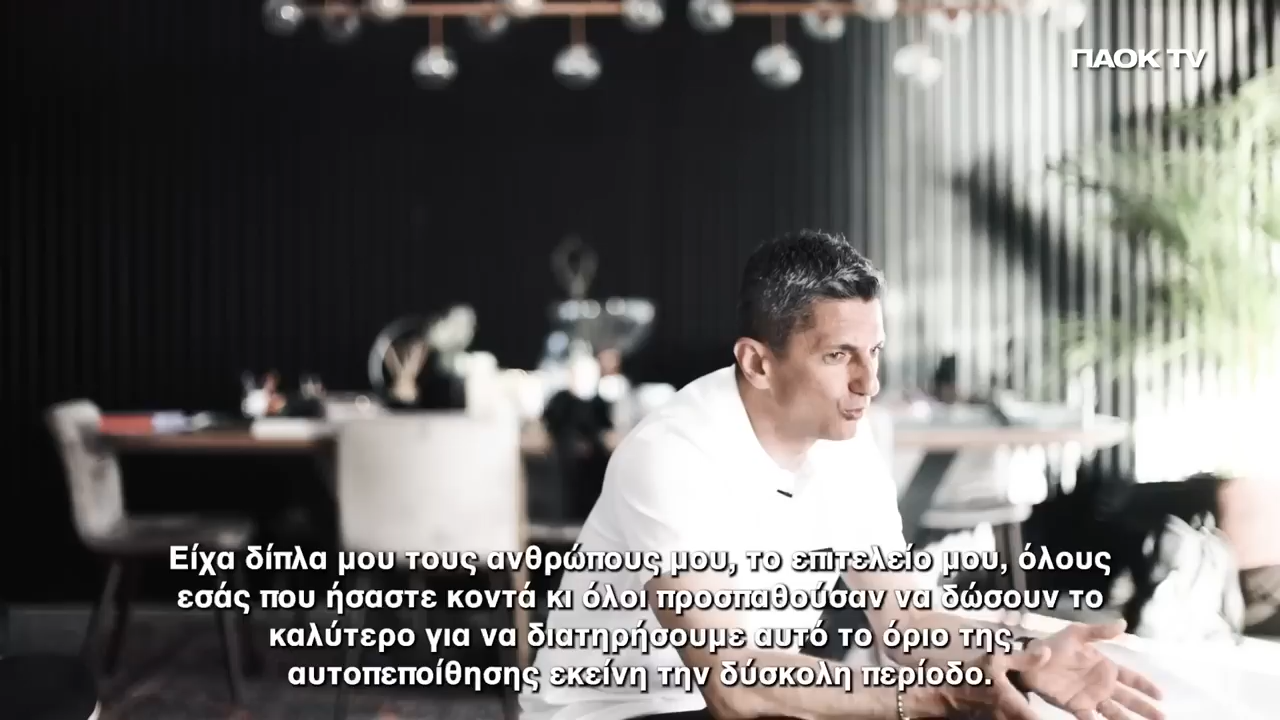 ΠΑΟΚ TV
Είχα δίπλα μου τους ανθρώπους μου, το επιτελείο μου, όλους
εσάς που ήσαστε κοντά κι όλοι προσπαθούσαν να δώσουν το
καλύτερο για να διατηρήσουμε αυτό το όριο της
αυτοπεποίθησης εκείνη την δύσκολη περίοδο.